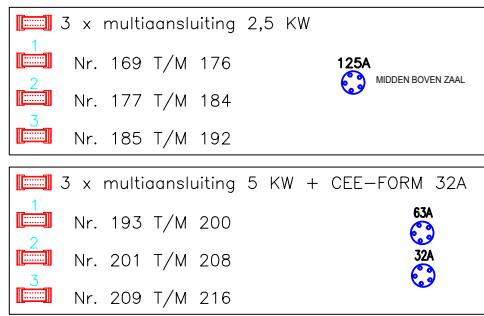 3 x multiaansluiting 2,5 KW
1
Nr. 169 T/M 176
125A
MIDDEN BOVEN ZAAL
2
Nr. 177 T/M 184
3
Nr. 185 T/M 192
3 x multiaansluiting 5 KW + CEE-FORM 32A
1
Nr. 193 T/M 200
63A
2
Nr. 201 T/M 208
32A
3
Nr. 209 T/M 216